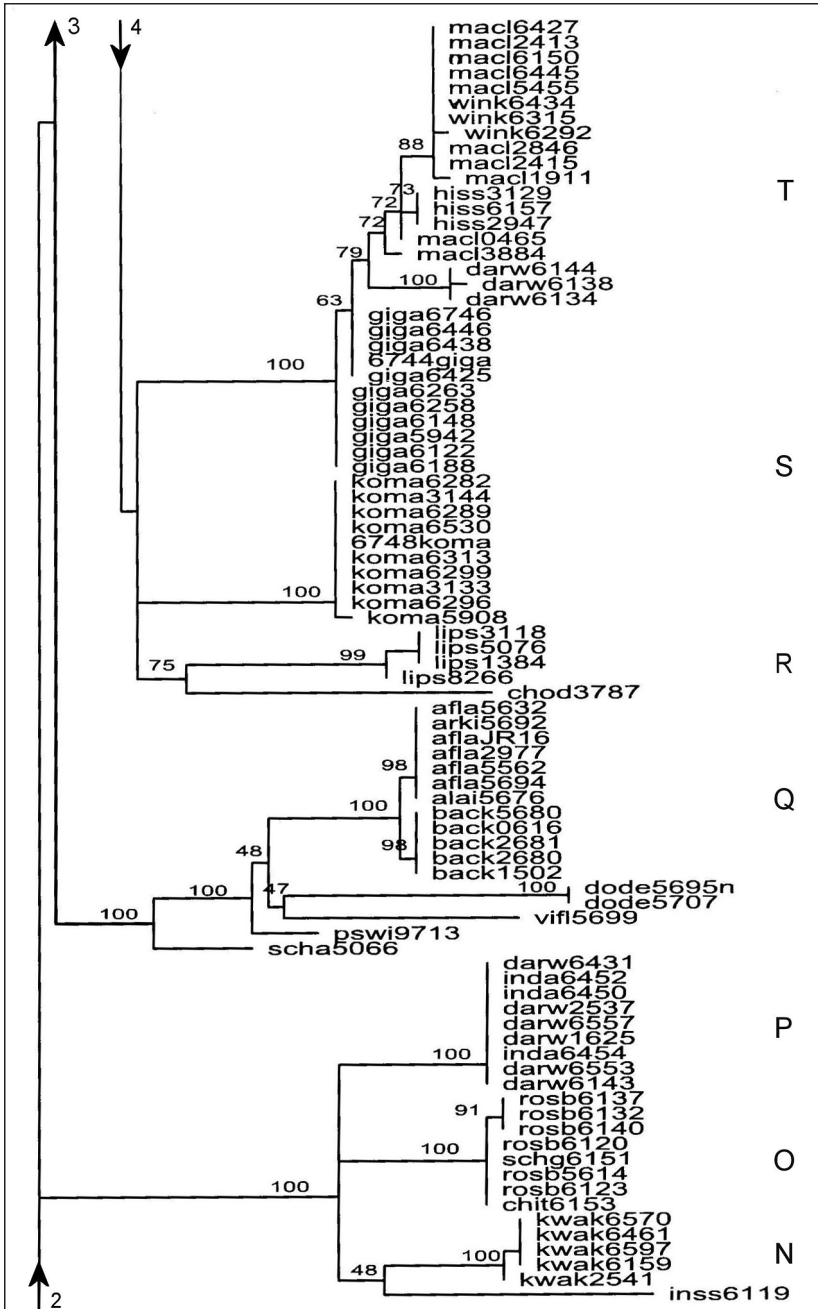 3
4
macl6427
macl2413
macl6150
macl6445
macl5455
wink6434
wink6315
wink6292
88
macl2846
macl2415
macl1911
T
73
hiss3129
72
hiss6157
72
hiss2947
macl0465
79
macl3884
darw6144
100
darw6138
darw6134
63
giga6746
giga6446
giga6438
6744giga
100
giga6425
giga6263
giga6258
giga6148
giga5942
giga6122
S
giga6188
koma6282
koma3144
koma6289
koma6530
6748koma
koma6313
koma6299
koma3133
100
koma6296
koma5908
lips3118
lips5076
99
lips1384
75
R
lips8266
chod3787
afla5632
arki5692
aflaJR16
afla2977
98
afla5562
afla5694
alai5676
Q
100
back5680
back0616
98
back2681
48
back2680
back1502
100
47
100
dode5695n
dode5707
vifl5699
100
pswi9713
scha5066
darw6431
inda6452
inda6450
darw2537
darw6557
P
darw1625
100
inda6454
darw6553
darw6143
rosb6137
91
rosb6132
rosb6140
rosb6120
100
schg6151
O
rosb5614
rosb6123
100
chit6153
kwak6570
kwak6461
100
kwak6597
N
48
kwak6159
kwak2541
inss6119
2